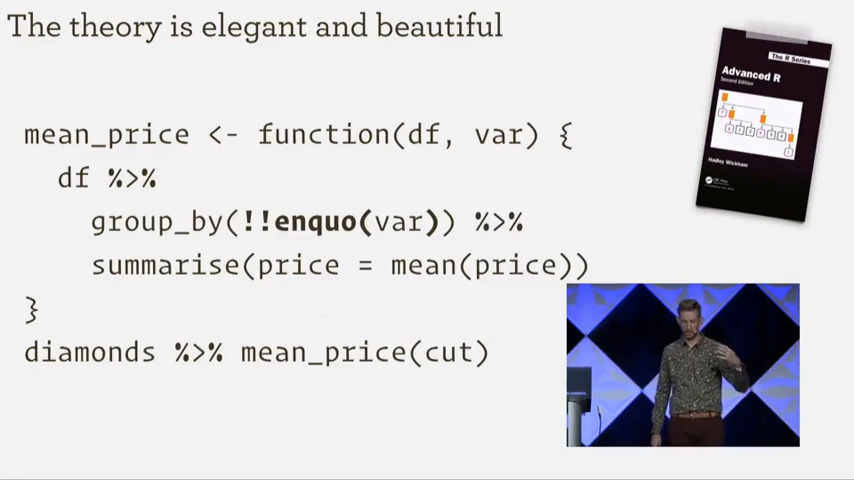 The theory is elegant and beautiful
mean_price <- function(df, var) {
  df %>%
    group_by(!!enquo(var)) %>%
    summarise(price = mean(price))
}
diamonds %>% mean_price(cut)
The R Series
Advanced R
Second Edition
Hadley Wickham